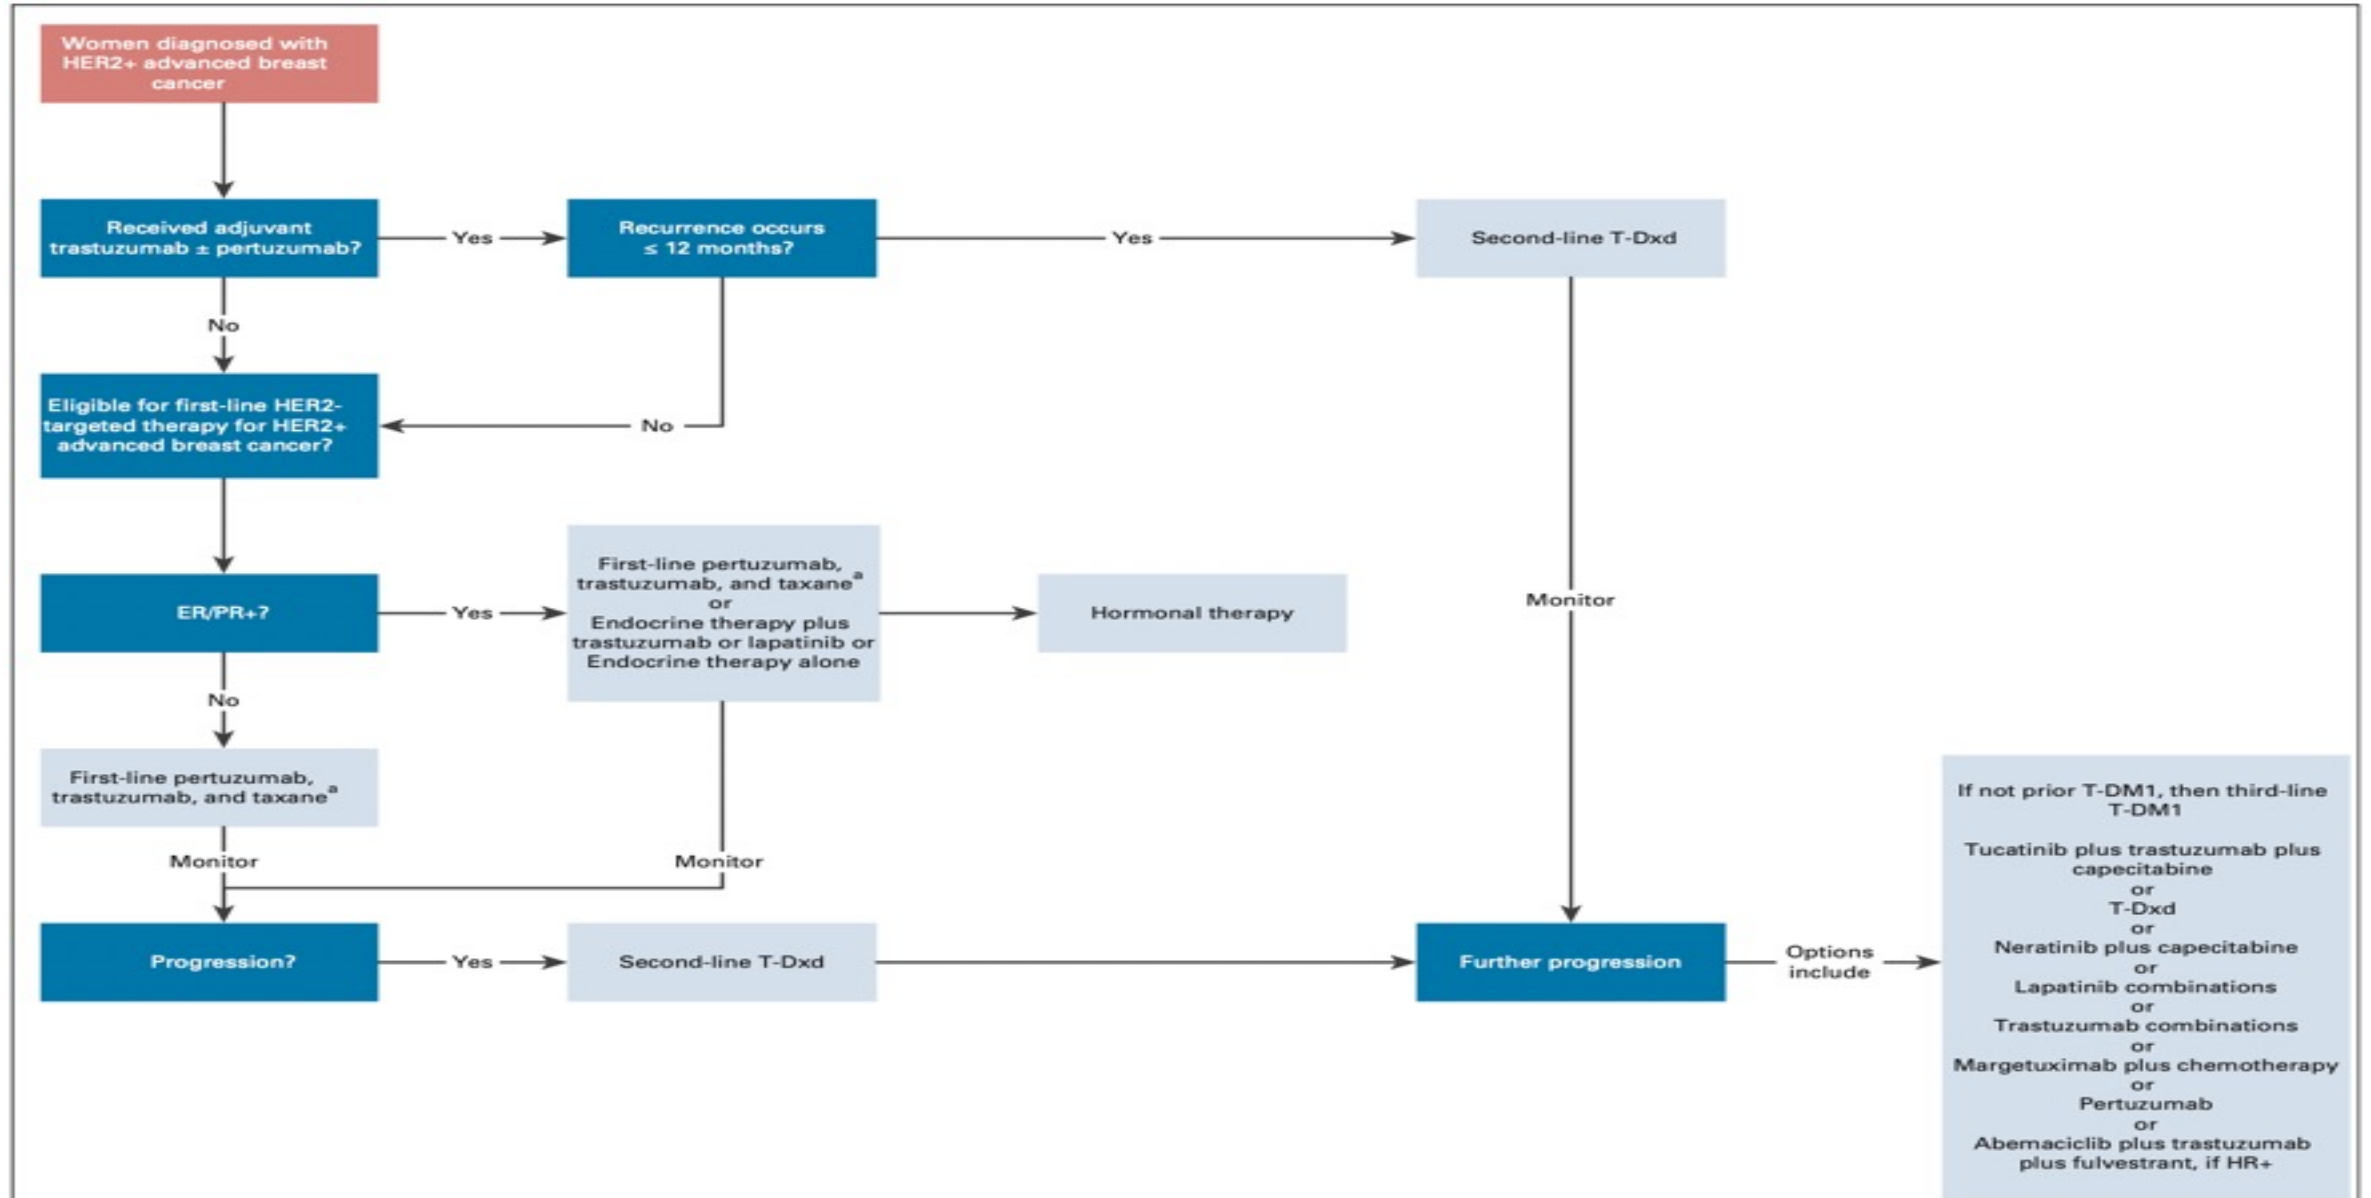 Women diagnosed with
HER2+ advanced breast
cancer
Received adjuvant
trastuzumab ± pertuzumab?
Yes
Recurrence occurs
≤ 12 months?
Yes
Second-line T-Dxd
No
Eligible for first-line HER2-
targeted therapy for HER2+
advanced breast cancer?
No
ER/PR+?
Yes
First-line pertuzumab,
trastuzumab, and taxaneᵃ
or
Endocrine therapy plus
trastuzumab or lapatinib or
Endocrine therapy alone
Hormonal therapy
Monitor
No
First-line pertuzumab,
trastuzumab, and taxaneᵃ
Monitor
Monitor
Progression?
Yes
Second-line T-Dxd
Further progression
Options
include
If not prior T-DM1, then third-line
T-DM1
Tucatinib plus trastuzumab plus
capecitabine
or
T-Dxd
or
Neratinib plus capecitabine
or
Lapatinib combinations
or
Trastuzumab combinations
or
Margetuximab plus chemotherapy
or
Pertuzumab
or
Abemaciclib plus trastuzumab
plus fulvestrant, if HR+